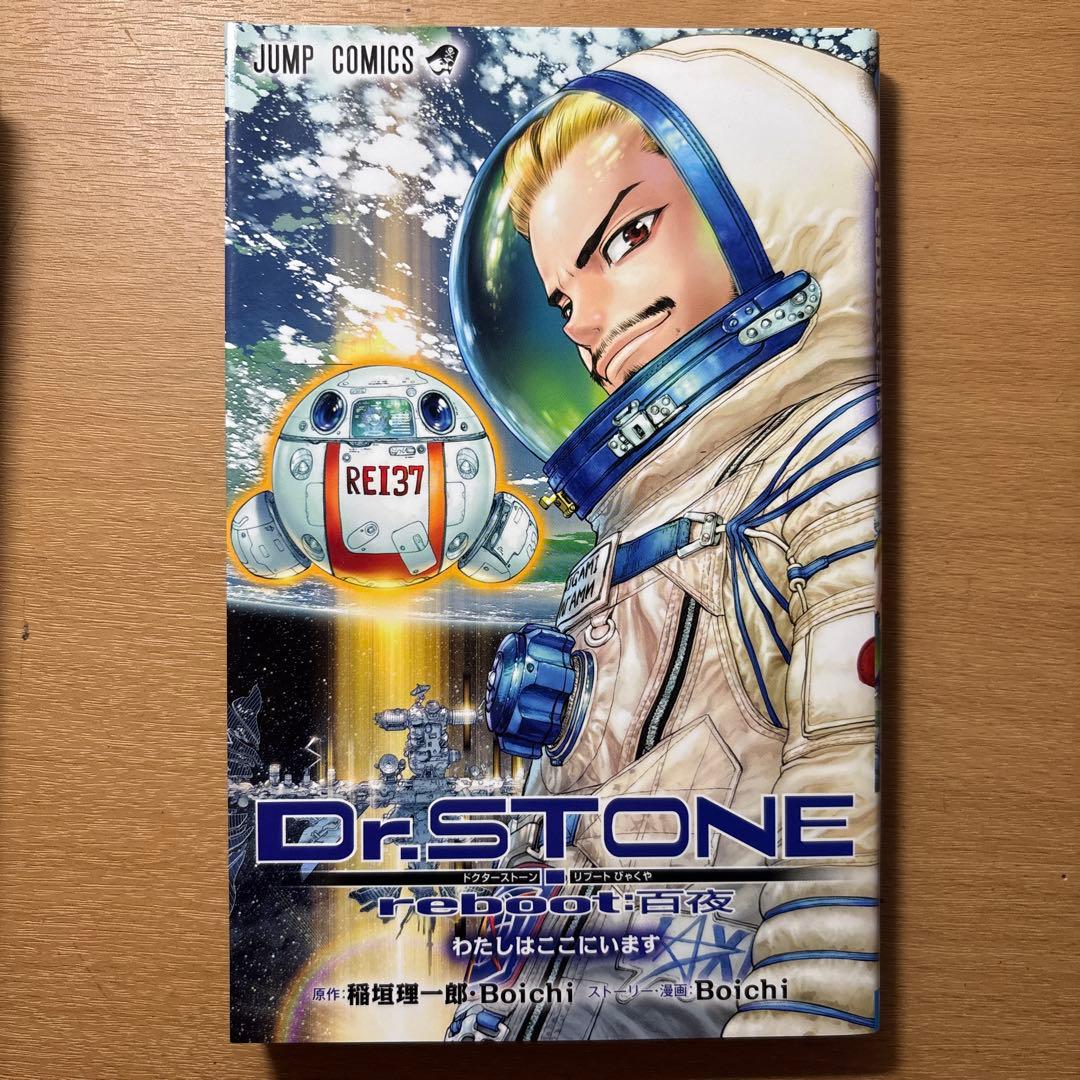 JUMP COMICS
REI37
Dr.STONE
ドクターストーン リブート びゃくや
reboot:百夜
わたしはここにいます
原作:稲垣理一郎・Boichi ストーリー・漫画:Boichi